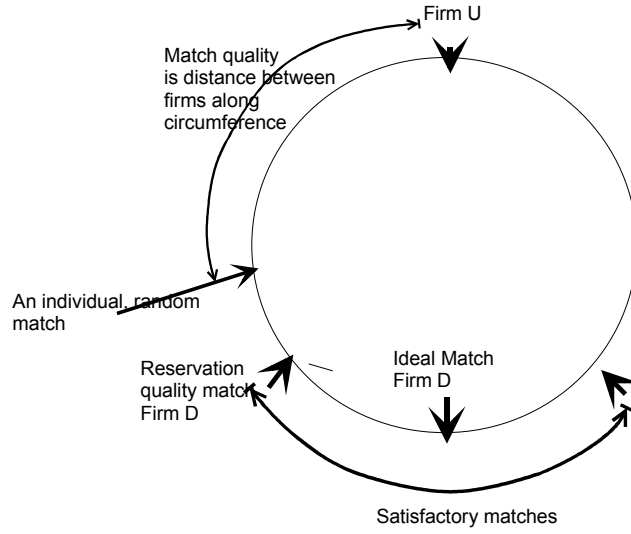 Firm U
Match quality
is distance between
firms along
circumference
An individual, random
match
Reservation
quality match
Firm D
Ideal Match
Firm D
Satisfactory matches